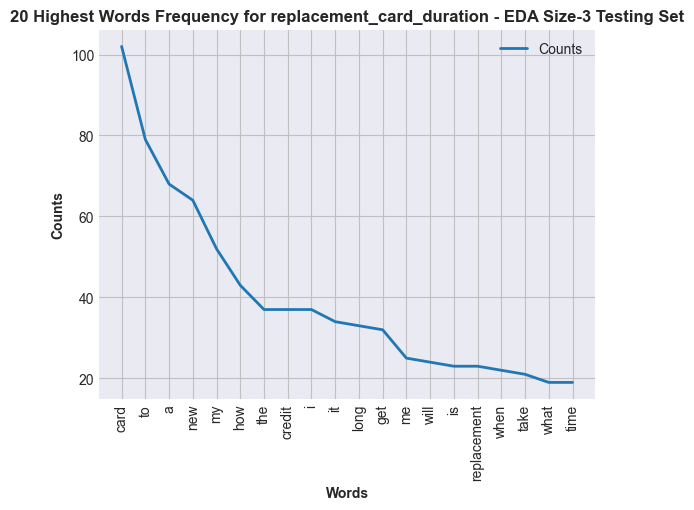 20 Highest Words Frequency for replacement_card_duration - EDA Size-3 Testing Set
Counts
100
80
60
40
20
Counts
card
to
a
new
my
how
the
credit
i
it
long
get
me
will
is
replacement
when
take
what
time
Words